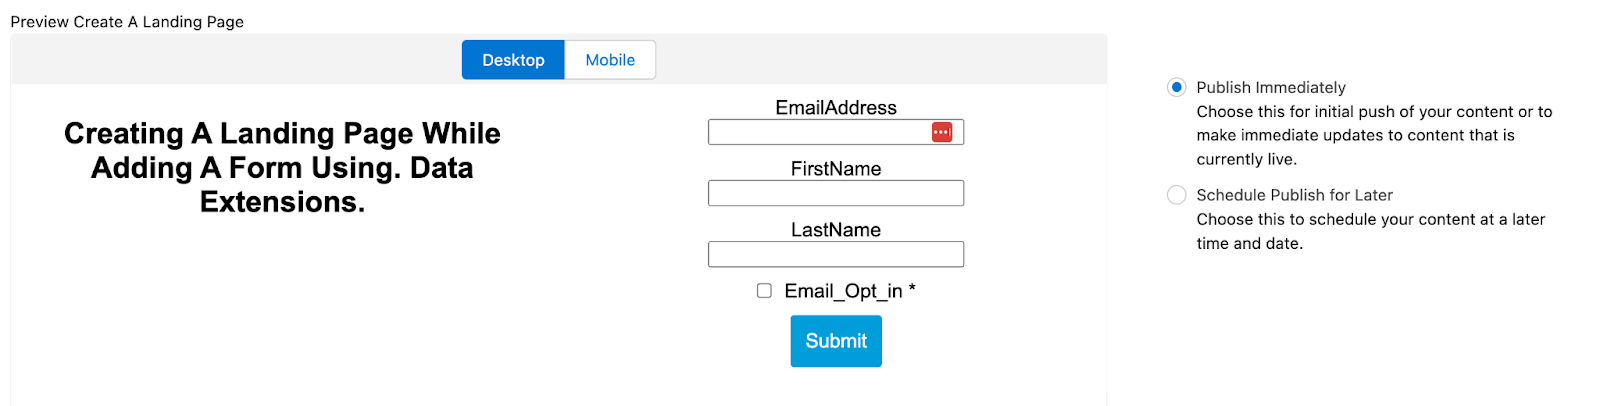 Preview Create A Landing Page
Desktop
Mobile
Creating A Landing Page While
Adding A Form Using. Data
Extensions.
EmailAddress
FirstName
LastName
Email_Opt_in *
Submit
Publish Immediately
Choose this for initial push of your content or to
make immediate updates to content that is
currently live.
Schedule Publish for Later
Choose this to schedule your content at a later
time and date.